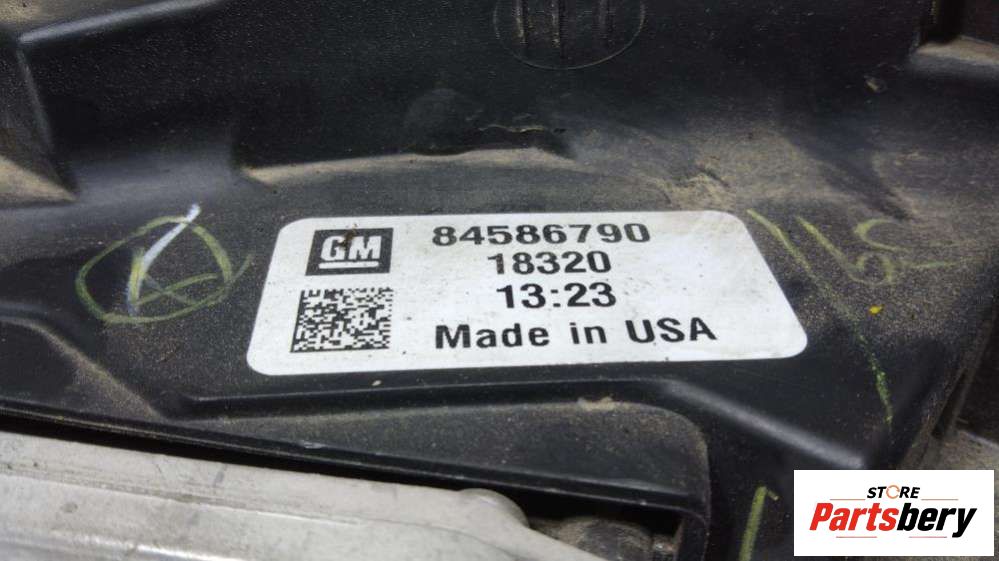 GM
84586790
18320
13:23
Made in USA
STORE
Partsbery